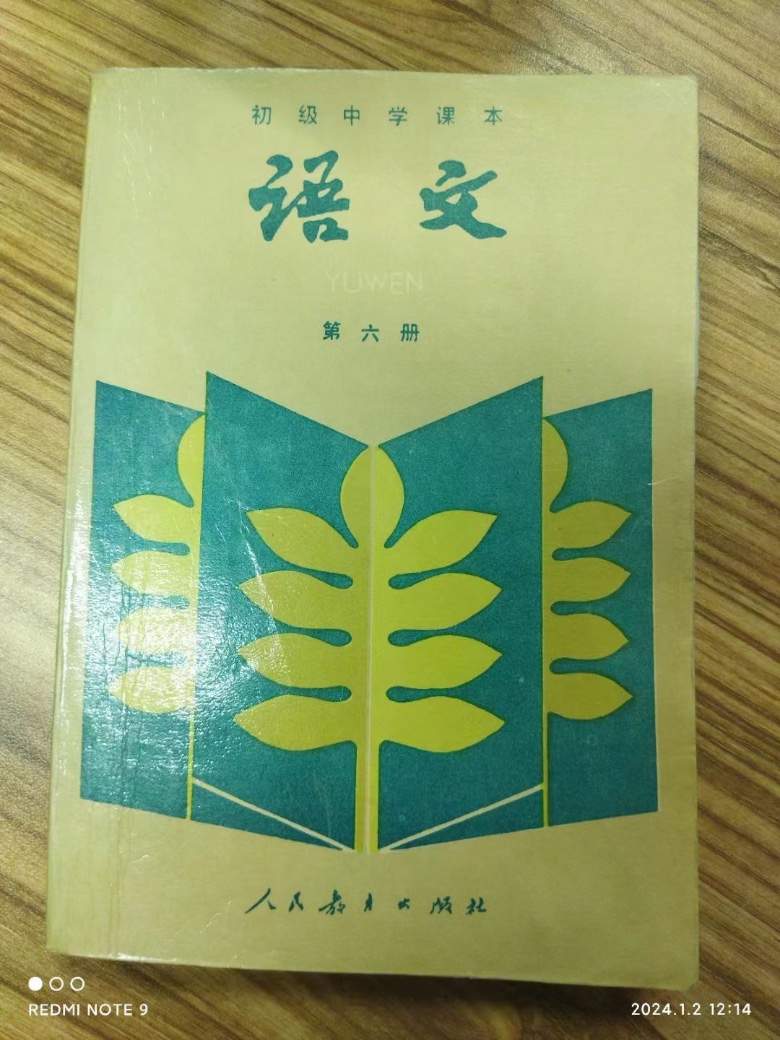 初级中学课本
语文
YUWEN
第六册
人民教育出版社
REDMI NOTE 9
2024.1.2 12:14